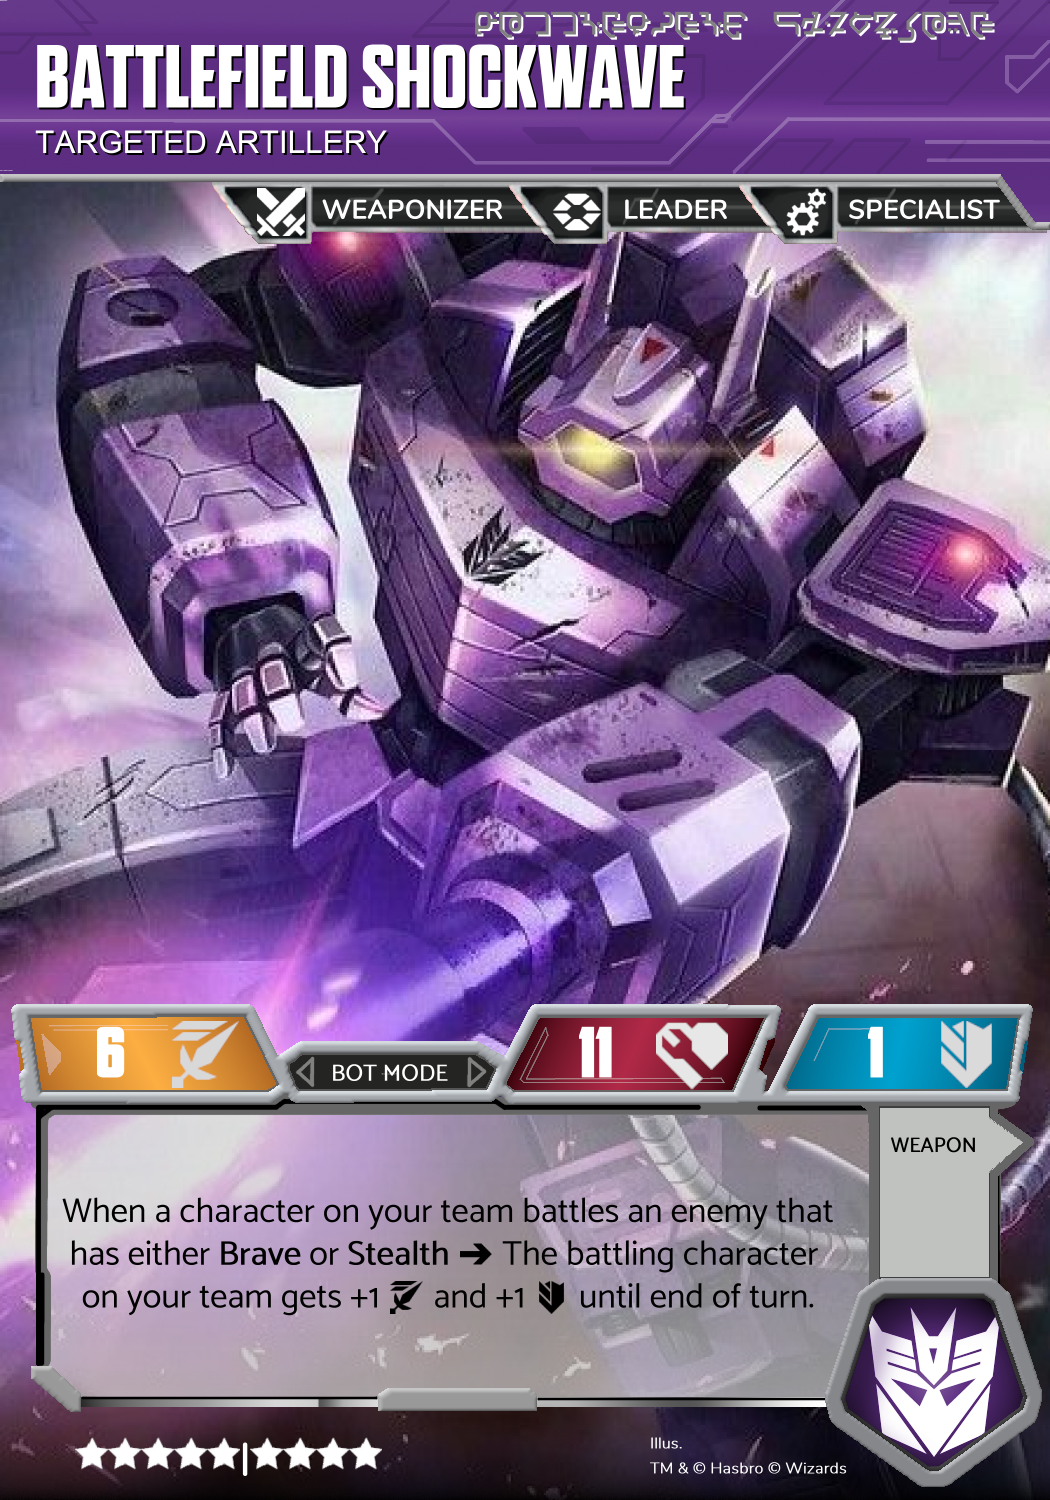 BATTLEFIELD SHOCKWAVE
TARGETED ARTILLERY
WEAPONIZER LEADER SPECIALIST
6 11 1
BOT MODE
WEAPON
When a character on your team battles an enemy that
has either Brave or Stealth ➔ The battling character
on your team gets +1 and +1 until end of turn.
Illus.
TM & © Hasbro © Wizards